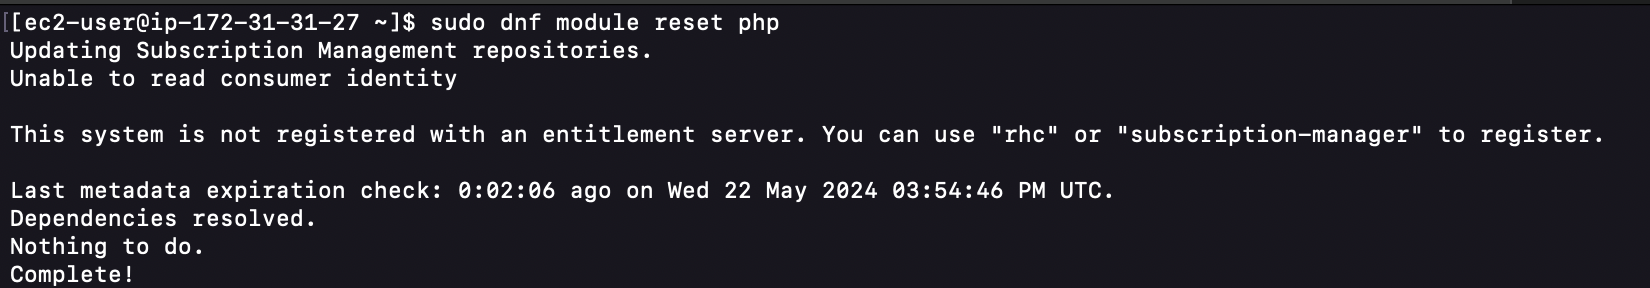 [[ec2-user@ip-172-31-31-27 ~]$ sudo dnf module reset php
Updating Subscription Management repositories.
Unable to read consumer identity
This system is not registered with an entitlement server. You can use "rhc" or "subscription-manager" to register.
Last metadata expiration check: 0:02:06 ago on Wed 22 May 2024 03:54:46 PM UTC.
Dependencies resolved.
Nothing to do.
Complete!